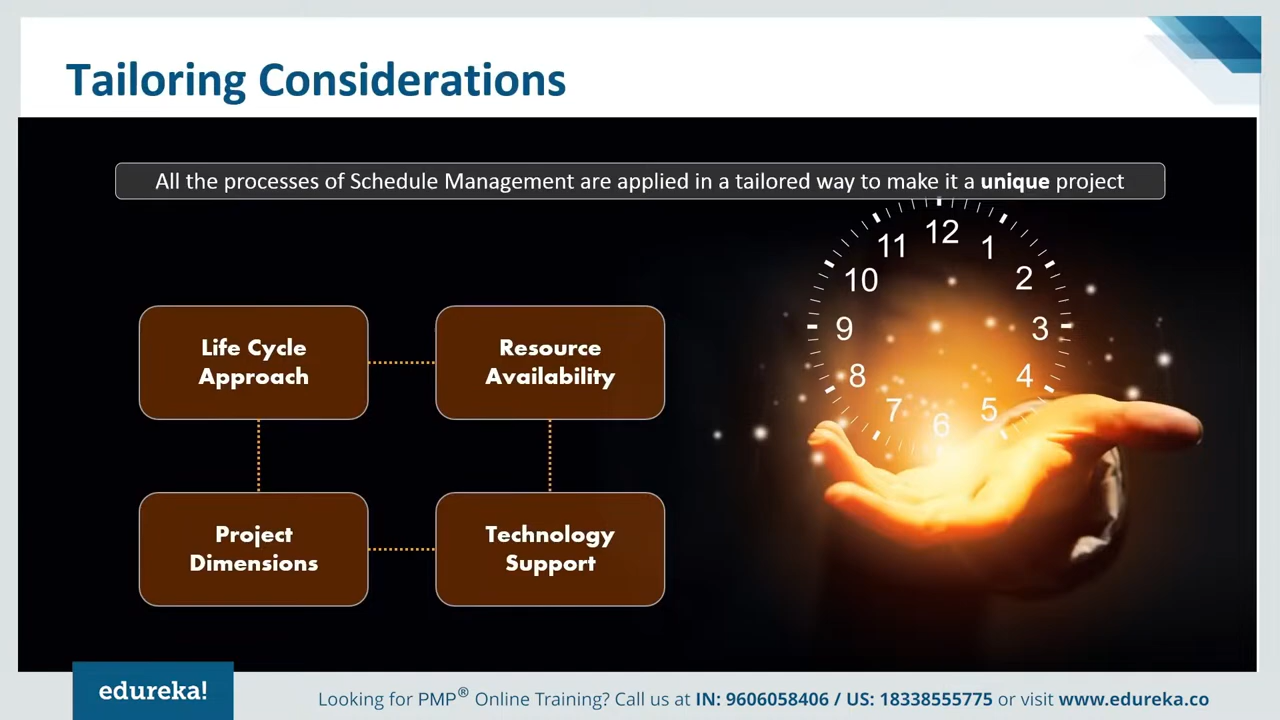 Tailoring Considerations
All the processes of Schedule Management are applied in a tailored way to make it a unique project
12
11
1
10
2
9
3
8
4
7
5
6
Life Cycle
Approach
Resource
Availability
Project
Dimensions
Technology
Support
edureka!
Looking for PMP® Online Training? Call us at IN: 9606058406 / US: 18338555775 or visit www.edureka.co